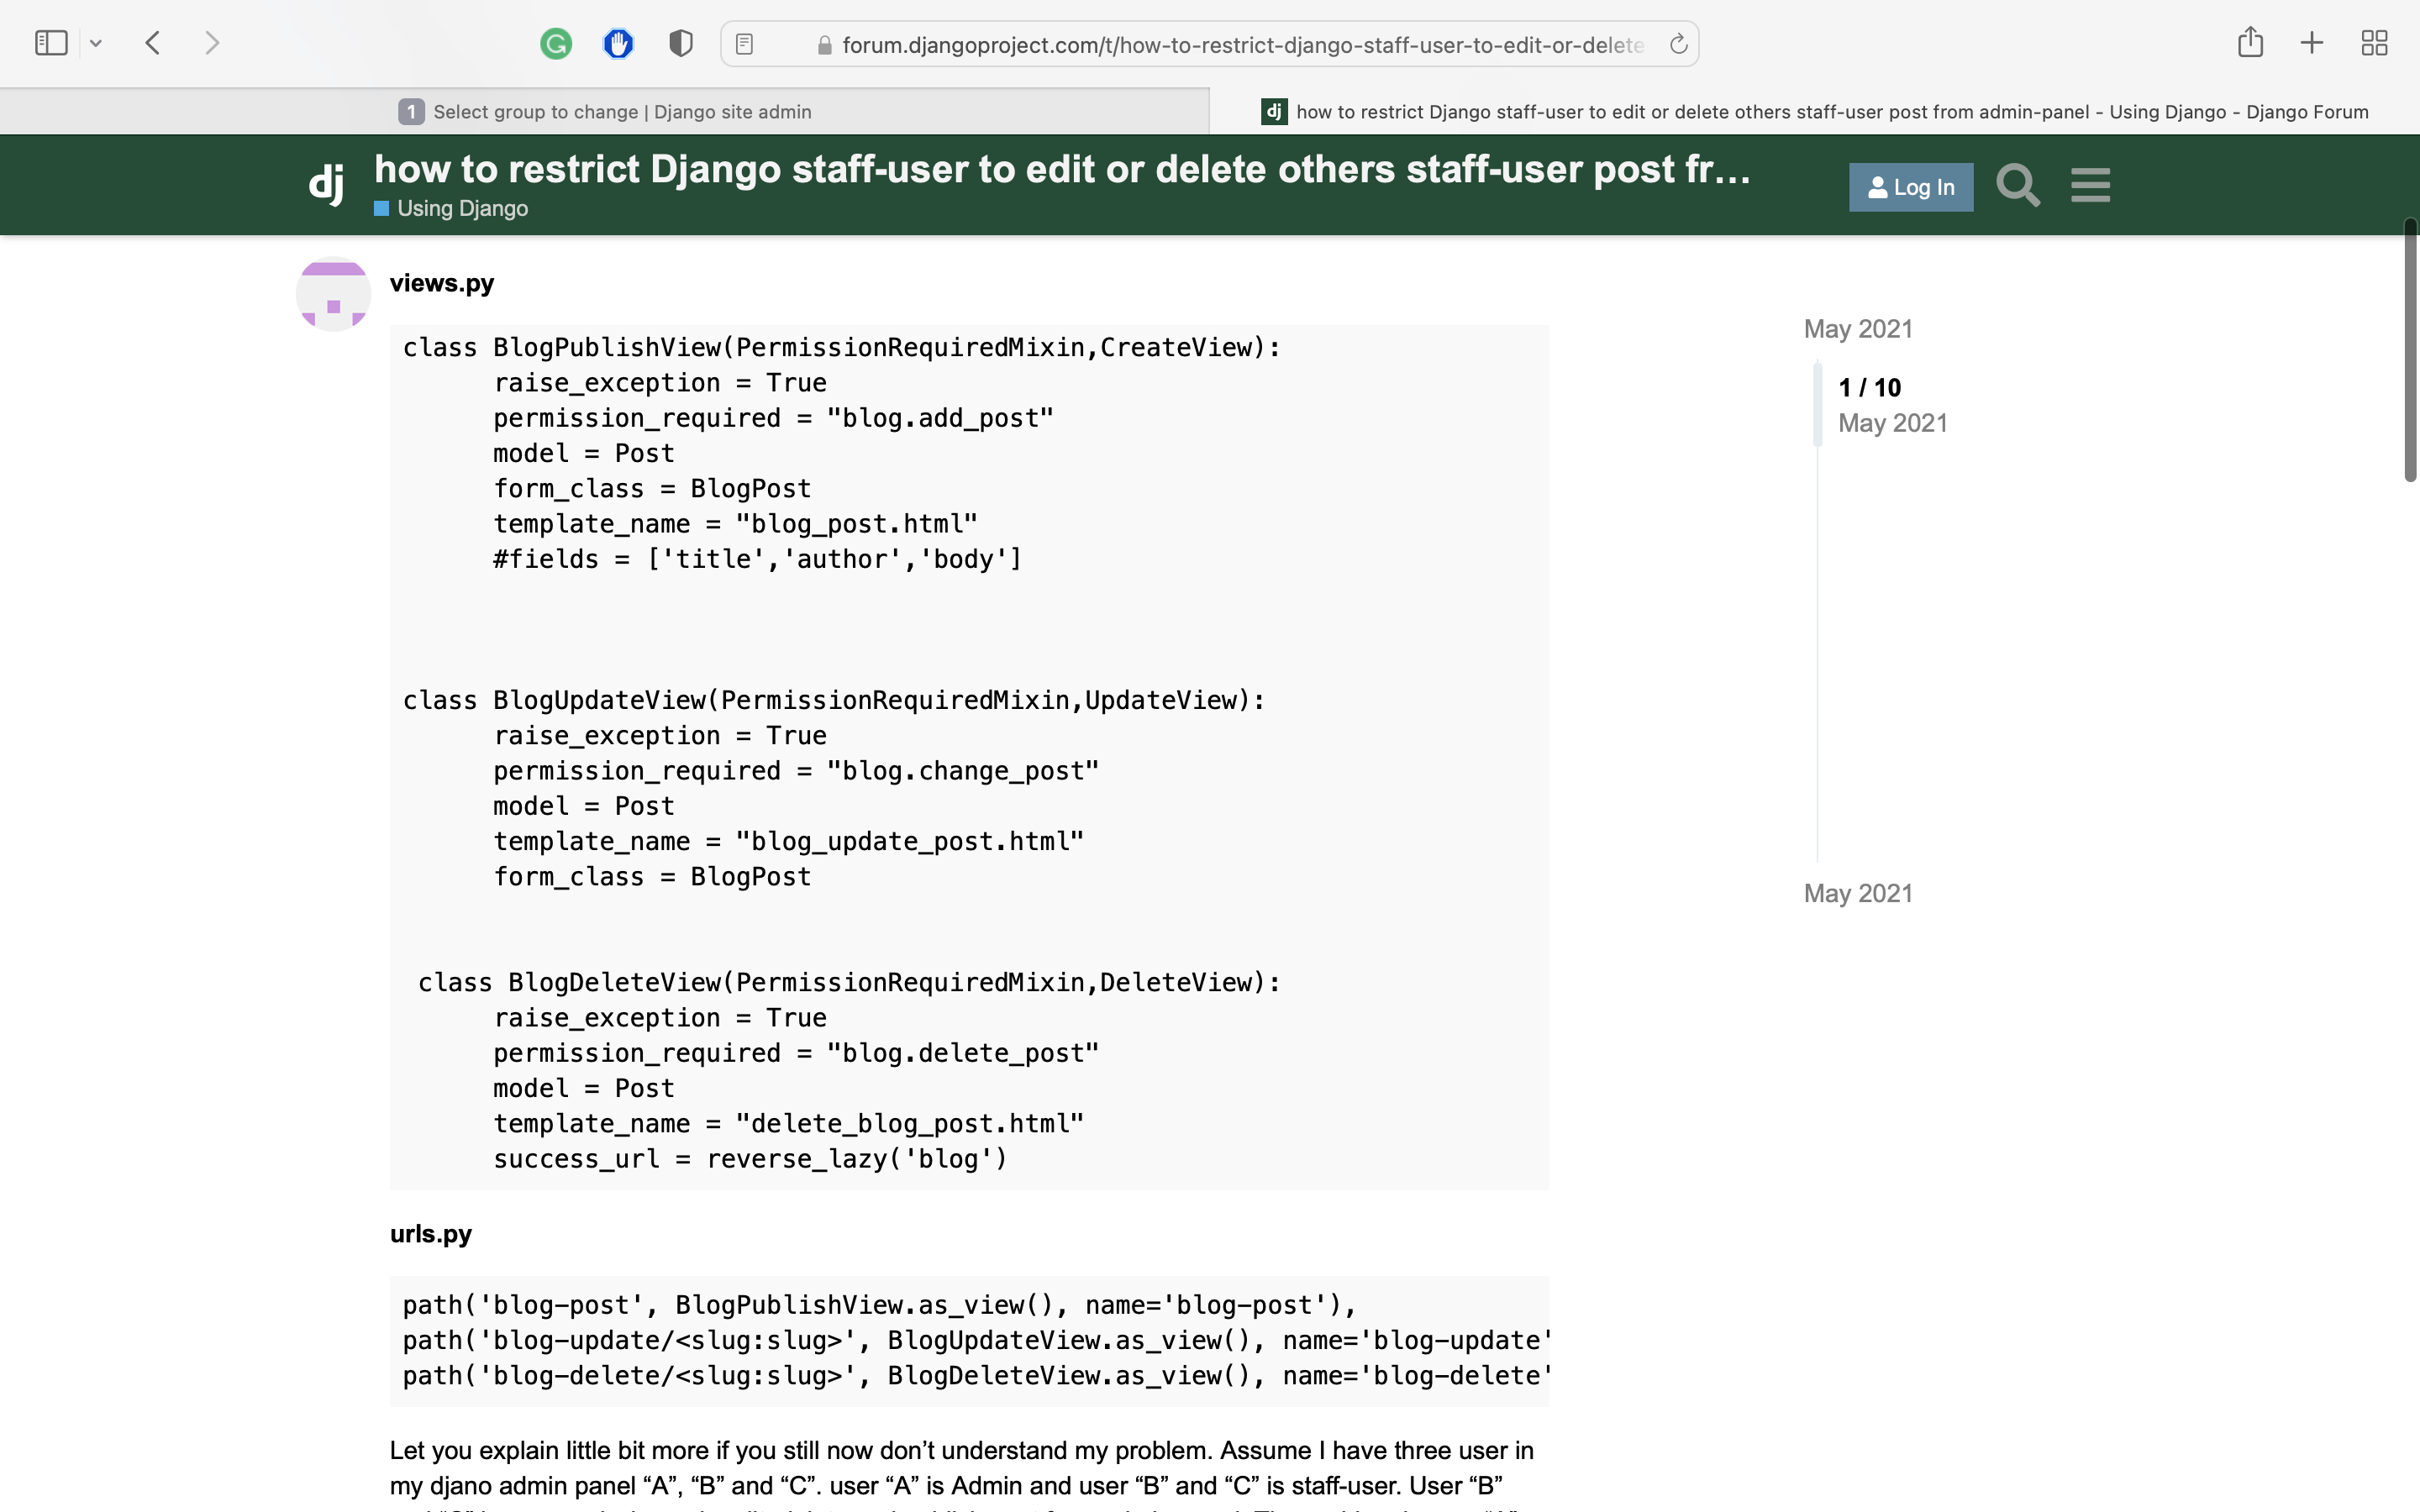 forum.djangoproject.com/t/how-to-restrict-django-staff-user-to-edit-or-delete
1 Select group to change | Django site admin
dj how to restrict Django staff-user to edit or delete others staff-user post from admin-panel - Using Django - Django Forum
dj how to restrict Django staff-user to edit or delete others staff-user post fr...
Using Django
Log In
views.py
class BlogPublishView(PermissionRequiredMixin,CreateView):
raise_exception = True
permission_required = "blog.add_post"
model = Post
form_class = BlogPost
template_name = "blog_post.html"
#fields = ['title','author','body']
class BlogUpdateView(PermissionRequiredMixin,UpdateView):
raise_exception = True
permission_required = "blog.change_post"
model = Post
template_name = "blog_update_post.html"
form_class = BlogPost
class BlogDeleteView(PermissionRequiredMixin,DeleteView):
raise_exception = True
permission_required = "blog.delete_post"
model = Post
template_name = "delete_blog_post.html"
success_url = reverse_lazy('blog')
urls.py
path('blog-post', BlogPublishView.as_view(), name='blog-post'),
path('blog-update/<slug:slug>', BlogUpdateView.as_view(), name='blog-update'
path('blog-delete/<slug:slug>', BlogDeleteView.as_view(), name='blog-delete'
Let you explain little bit more if you still now don’t understand my problem. Assume I have three user in
my djano admin panel “A”, “B” and “C”. user “A” is Admin and user “B” and “C” is staff-user. User “B”
May 2021
1 / 10
May 2021
May 2021